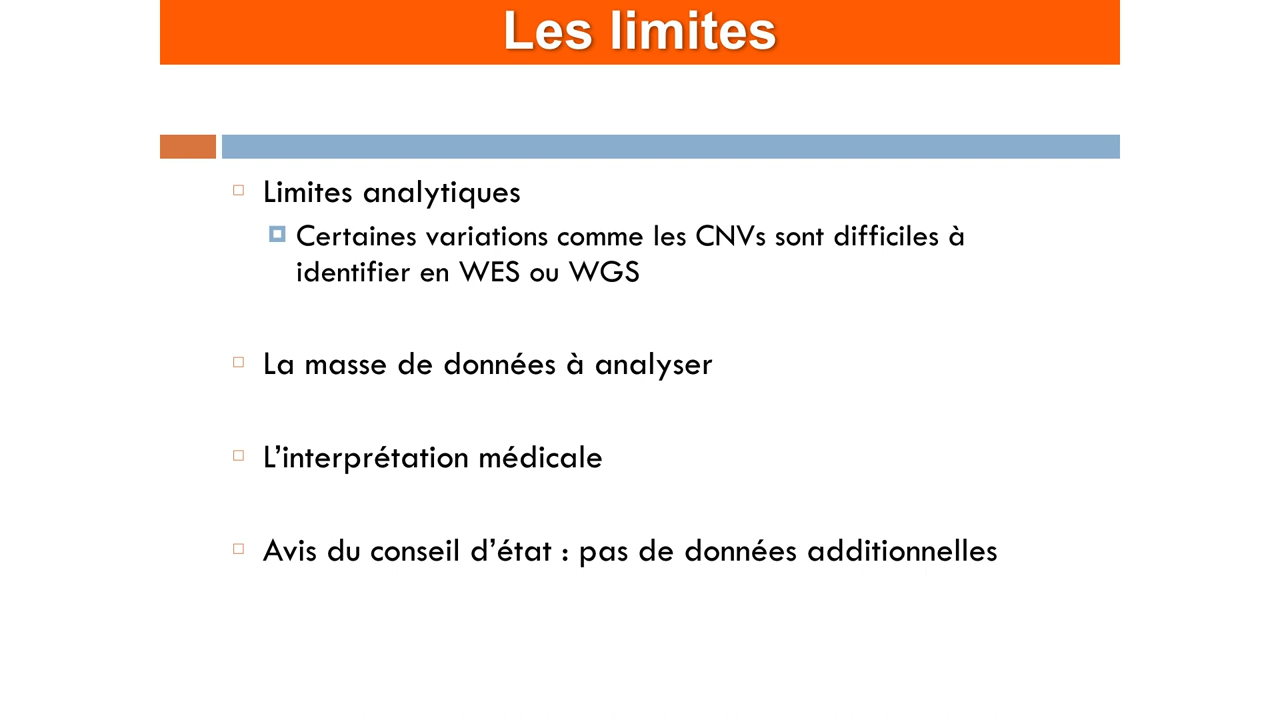 Les limites
Limites analytiques
Certaines variations comme les CNVs sont difficiles à
identifier en WES ou WGS
La masse de données à analyser
L’interprétation médicale
Avis du conseil d’état : pas de données additionnelles